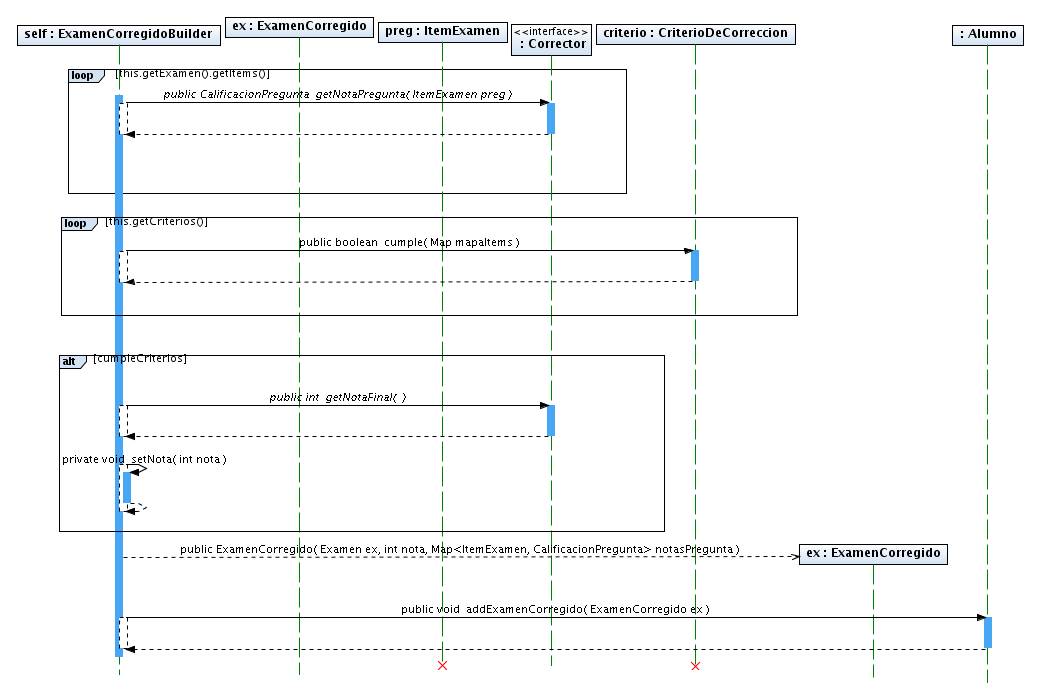 self : ExamenCorregidoBuilder
ex : ExamenCorregido
preg : ItemExamen
<<interface>>
: Corrector
criterio : CriterioDeCorreccion
: Alumno
loop [this.getExamen().getItems()]
public CalificacionPregunta getNotaPregunta( ItemExamen preg )
loop [this.getCriterios()]
public boolean cumple( Map mapaItems )
alt [cumpleCriterios]
public int getNotaFinal( )
private void setNota( int nota )
public ExamenCorregido( Examen ex, int nota, Map<ItemExamen, CalificacionPregunta> notasPregunta )
ex : ExamenCorregido
public void addExamenCorregido( ExamenCorregido ex )